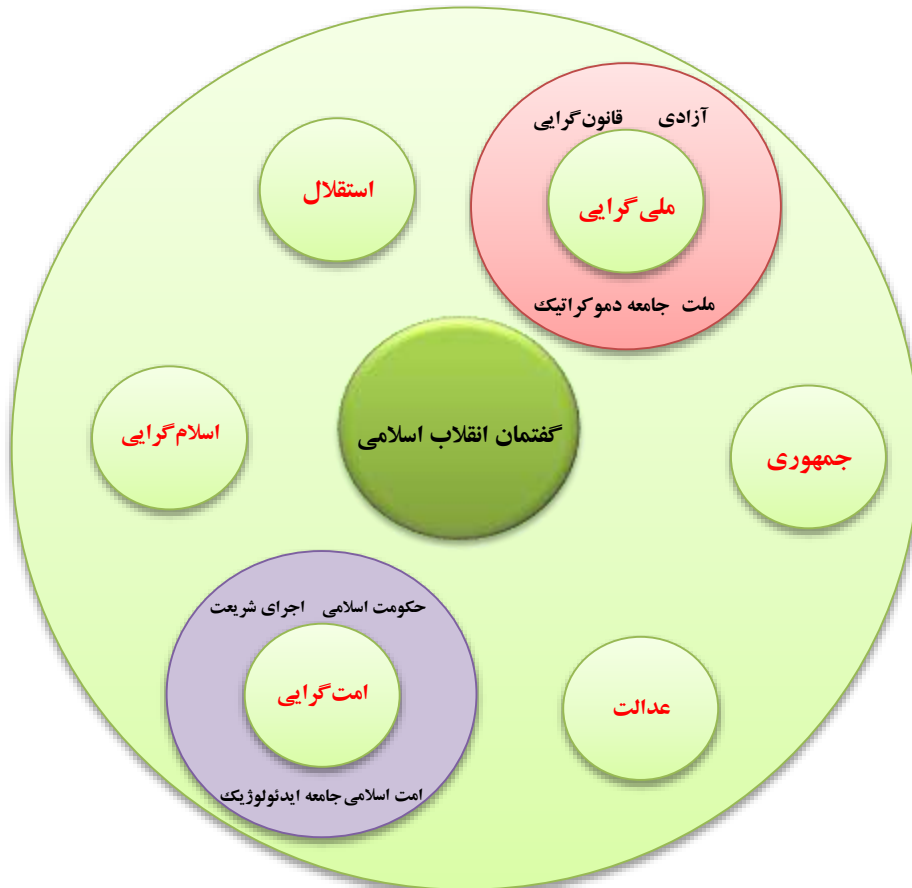 آزادی قانون‌گرایی
استقلال
ملی‌گرایی
ملت جامعه دموکراتیک
گفتمان انقلاب اسلامی
اسلام‌گرایی
جمهوری
حکومت اسلامی اجرای شریعت
امت‌گرایی
عدالت
امت اسلامی جامعه ایدئولوژیک